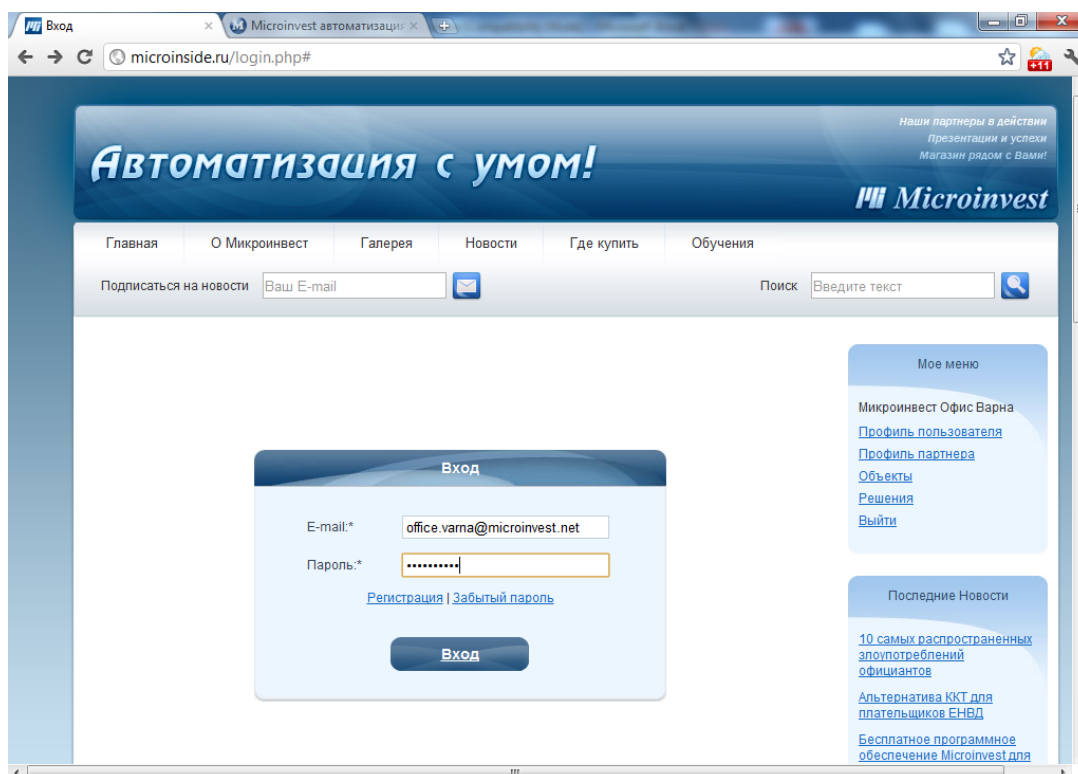 Вход
Microinvest автоматизация
microinside.ru/login.php#
+11
Автоматизация с умом!
Наши партнеры в действии
Презентации и успехи
Магазин рядом с Вами!
Microinvest
Главная О Микроинвест Галерея Новости Где купить Обучения
Подписаться на новости Ваш E-mail Поиск Введите текст
Вход
E-mail:* office.varna@microinvest.net
Пароль:* ••••••••••
Регистрация | Забытый пароль
Вход
Мое меню
Микроинвест Офис Варна
Профиль пользователя
Профиль партнера
Объекты
Решения
Выйти
Последние Новости
10 самых распространенных
злоупотреблений
официантов
Альтернатива ККТ для
плательщиков ЕНВД
Бесплатное программное
обеспечение Microinvest для